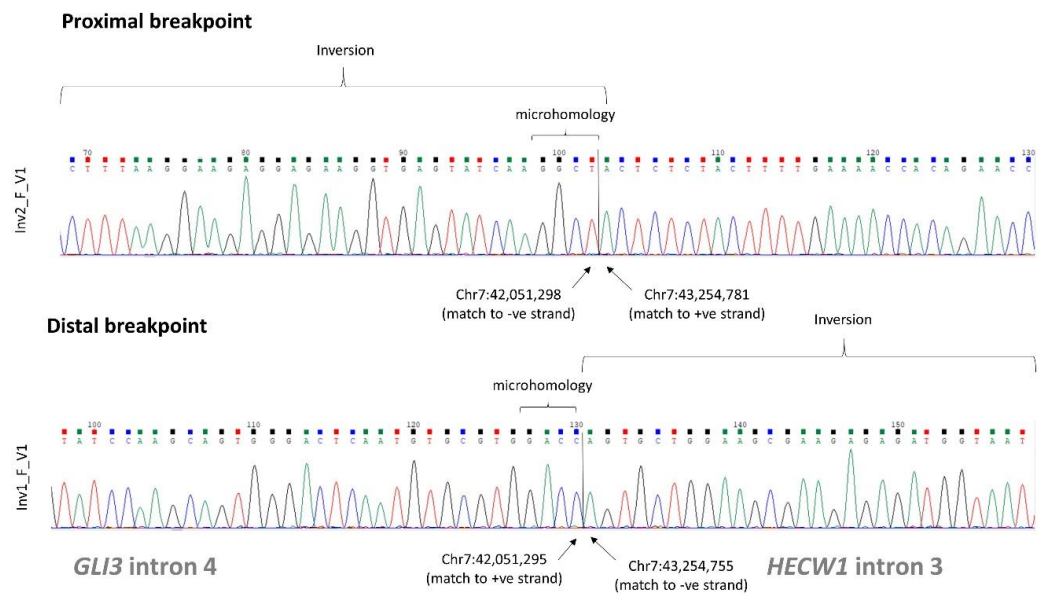 Proximal breakpoint
Inversion
microhomology
70 80 90 100 110 120 130
C T T T A A G G A A G A G G A G A A G G T G A G T A T C A A G G C T A C T C T C T A C T T T T G A A A A C C A C A G A A C C
Inv2_F_V1
Chr7:42,051,298
(match to -ve strand)
Chr7:43,254,781
(match to +ve strand)
Distal breakpoint
Inversion
microhomology
100 110 120 130 140 150
T A T C C A A G C A G T G G G A C T C A A T G T G C G T G G A C C A G T G C T G G A A G C G A A G A G A G A T G G T A A T
Inv1_F_V1
Chr7:42,051,295
(match to +ve strand)
Chr7:43,254,755
(match to -ve strand)
GLI3 intron 4
HECW1 intron 3